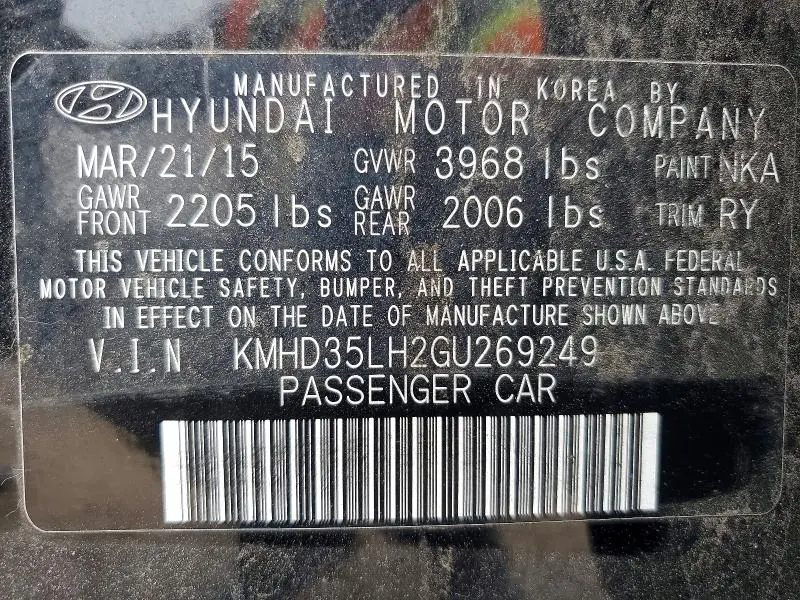 MANUFACTURED IN KOREA BY
HYUNDAI MOTOR COMPANY
MAR/21/15 GVWR 3968 lbs PAINT NKA
GAWR FRONT 2205 lbs GAWR REAR 2006 lbs TRIM RY
THIS VEHICLE CONFORMS TO ALL APPLICABLE U.S.A. FEDERAL
MOTOR VEHICLE SAFETY, BUMPER, AND THEFT PREVENTION STANDARDS
IN EFFECT ON THE DATE OF MANUFACTURE SHOWN ABOVE
V.I.N KMHD35LH2GU269249
PASSENGER CAR